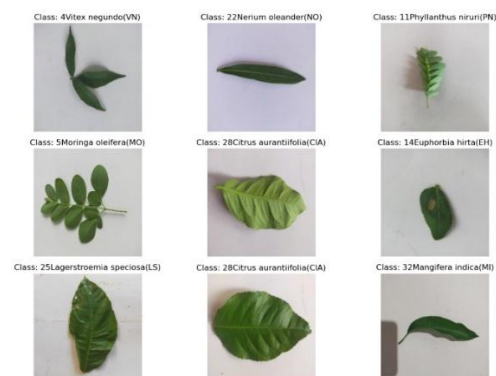 Class: 4Vitex negundo(VN)
Class: 22Nerium oleander(NO)
Class: 11Phyllanthus niruri(PN)
Class: 5Moringa oleifera(MO)
Class: 28Citrus aurantiifolia(CIA)
Class: 14Euphorbia hirta(EH)
Class: 25Lagerstroemia speciosa(LS)
Class: 28Citrus aurantiifolia(CIA)
Class: 32Mangifera indica(MI)